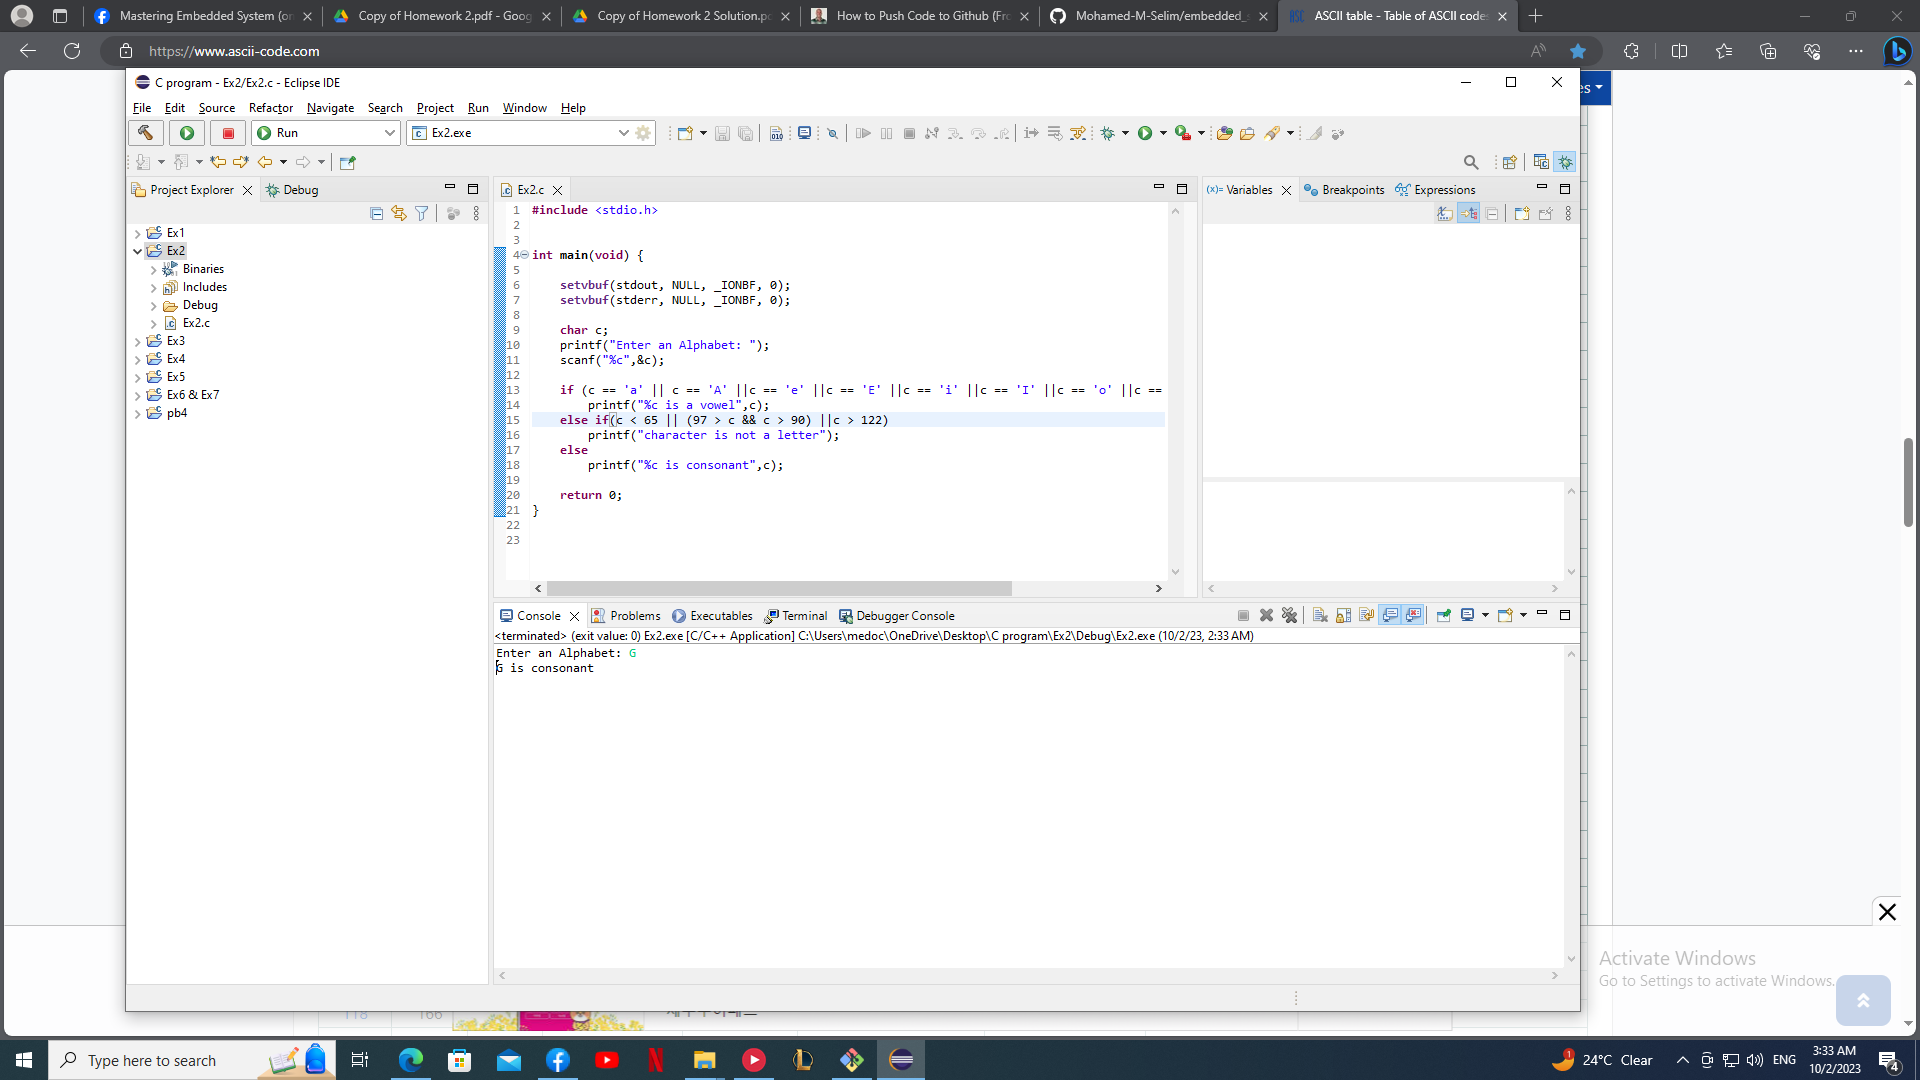 Mastering Embedded System (on
Copy of Homework 2.pdf - Goog
Copy of Homework 2 Solution.pd
How to Push Code to Github (Fro
Mohamed-M-Selim/embedded_s
ASCII table - Table of ASCII codes
https://www.ascii-code.com
C program - Ex2/Ex2.c - Eclipse IDE
File Edit Source Refactor Navigate Search Project Run Window Help
Run
Ex2.exe
Project Explorer
Debug
Ex1
Ex2
Binaries
Includes
Debug
Ex2.c
Ex3
Ex4
Ex5
Ex6 & Ex7
pb4
Ex2.c
1 #include <stdio.h>
2
3
4 int main(void) {
5
6 setvbuf(stdout, NULL, _IONBF, 0);
7 setvbuf(stderr, NULL, _IONBF, 0);
8
9 char c;
10 printf("Enter an Alphabet: ");
11 scanf("%c",&c);
12
13 if (c == 'a' || c == 'A' ||c == 'e' ||c == 'E' ||c == 'i' ||c == 'I' ||c == 'o' ||c ==
14 printf("%c is a vowel",c);
15 else if(c < 65 || (97 > c && c > 90) ||c > 122)
16 printf("character is not a letter");
17 else
18 printf("%c is consonant",c);
19
20 return 0;
21 }
22
23
(x)= Variables
Breakpoints
Expressions
Console
Problems
Executables
Terminal
Debugger Console
<terminated> (exit value: 0) Ex2.exe [C/C++ Application] C:\Users\medoc\OneDrive\Desktop\C program\Ex2\Debug\Ex2.exe (10/2/23, 2:33 AM)
Enter an Alphabet: G
G is consonant
Activate Windows
Go to Settings to activate Windows.
118 166
Type here to search
24°C Clear
ENG
3:33 AM
10/2/2023
4